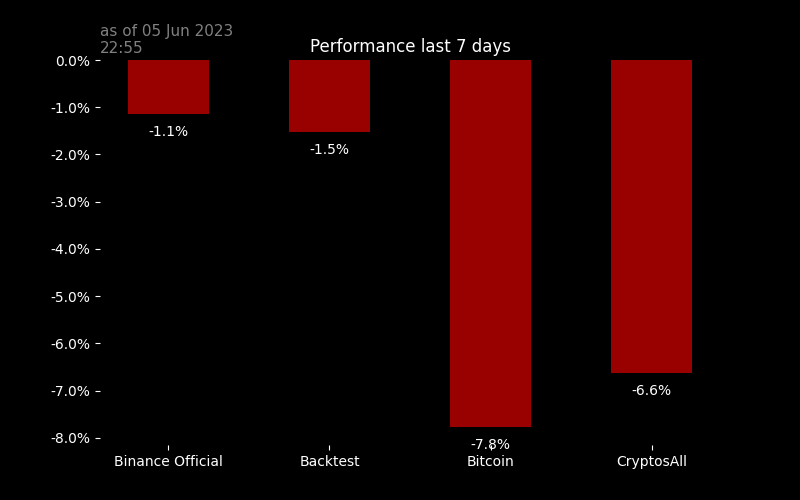 as of 05 Jun 2023
22:55
Performance last 7 days
0.0%
-1.0%
-2.0%
-3.0%
-4.0%
-5.0%
-6.0%
-7.0%
-8.0%
-1.1%
-1.5%
-7.8%
-6.6%
Binance Official
Backtest
Bitcoin
CryptosAll